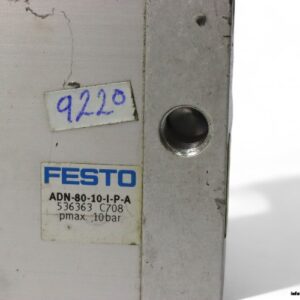 9220
FESTO
ADN-80-10-I-P-A
536363 C708
pmax. 10bar